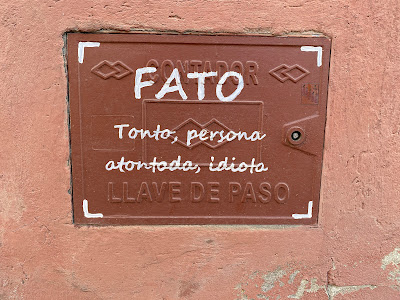 CONTADOR
FATO
Tonto, persona
atontada, idiota
LLAVE DE PASO